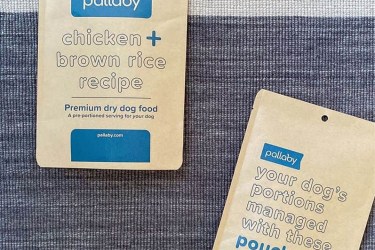 pallaby
chicken +
brown rice
recipe
Premium dry dog food
A pre portioned serving for your dog
pallaby.com
pallaby
your dog's
portions
managed
with these